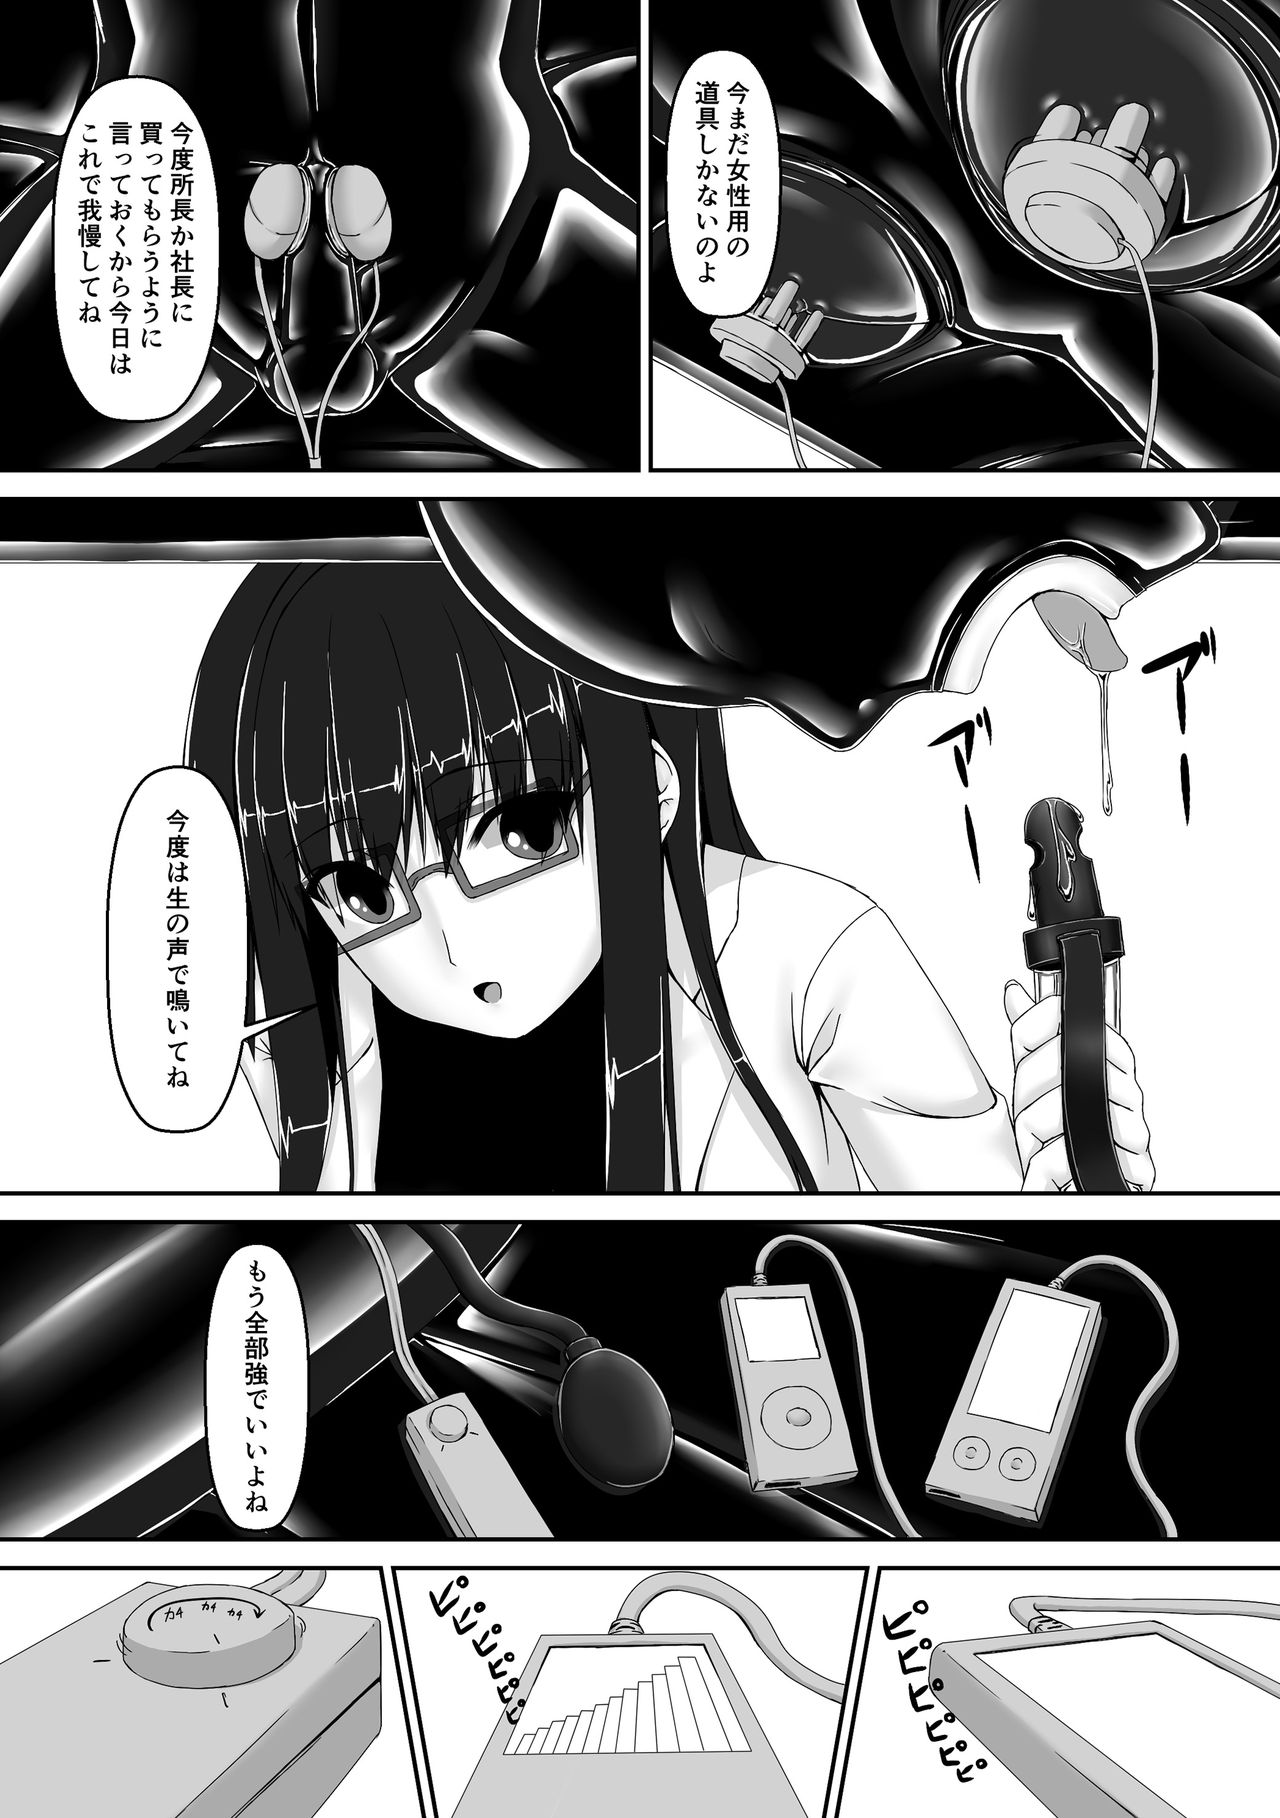 今まだ女性用の
道具しかないのよ
今度所長か社長に
買ってもらうように
言っておくから今日は
これで我慢してね
アー
アー
今度は生の声で鳴いてね
もう全部強でいいよね
ピピピピピピ
ピピピピピピ
カチ カチ カチ